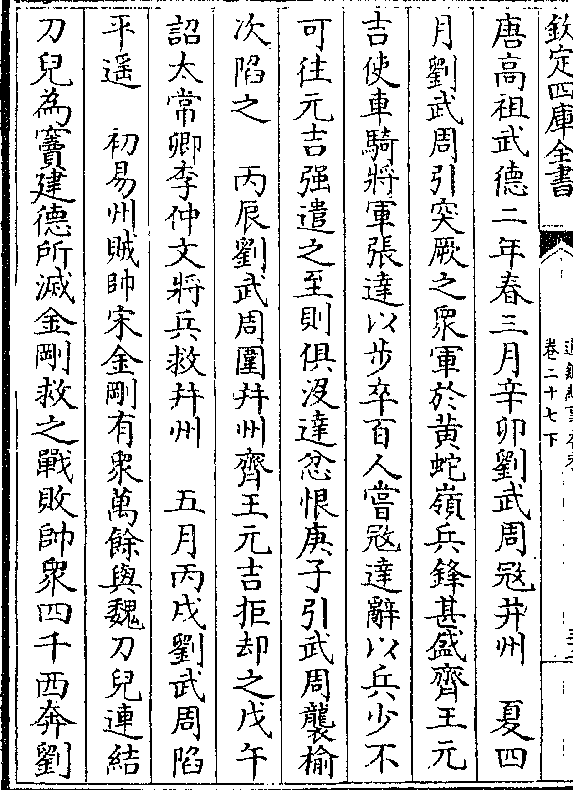 欽定四庫全書
卷二十七下
唐高祖武德二年春三月辛卯劉武周㓂并州　夏四
月劉武周引突厥之衆軍於黄蛇嶺兵鋒甚盛齊王元
吉使車騎將軍張達以步卒百人嘗㓂達辭以兵少不
可往元吉强遣之至則俱沒達忿恨庚子引武周襲榆
次陷之　丙辰劉武周圍并州齊王元吉拒却之戊午
詔太常卿李仲文將兵救并州　五月丙戌劉武周陷
平遥　初易州賊帥宋金剛有衆萬餘與魏刀兒連結
刀兒為竇建德所滅金剛救之戰敗帥衆四千西奔劉